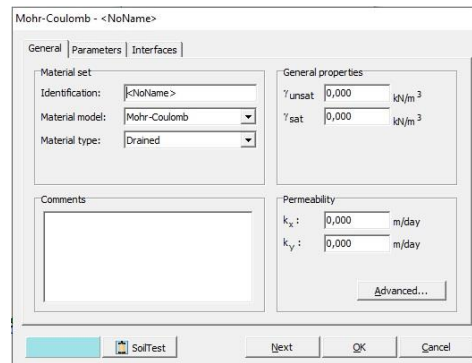 Mohr-Coulomb - <NoName>
General Parameters Interfaces
Material set
Identification: <NoName>
Material model: Mohr-Coulomb
Material type: Drained
General properties
γunsat 0,000 kN/m 3
γsat 0,000 kN/m 3
Comments
Permeability
kx : 0,000 m/day
ky : 0,000 m/day
Advanced...
SoilTest Next OK Cancel